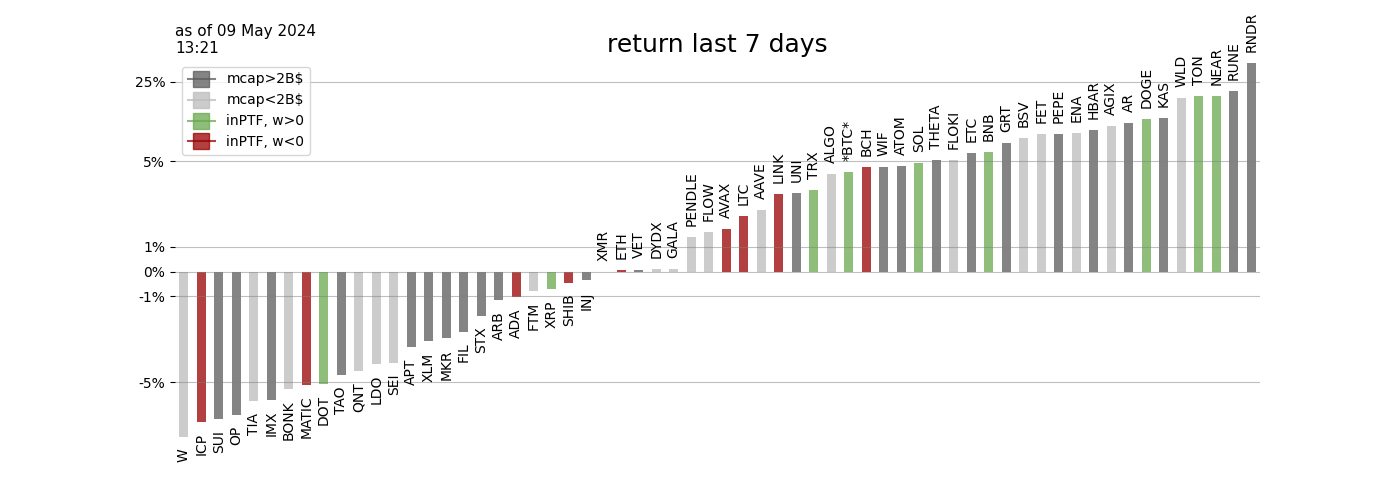 as of 09 May 2024
13:21
return last 7 days
mcap>2B$
mcap<2B$
inPTF, w>0
inPTF, w<0
25%
5%
1%
0%
-1%
-5%
W
ICP
SUI
OP
TIA
IMX
BONK
MATIC
DOT
TAO
QNT
LDO
SEI
APT
XLM
MKR
FIL
STX
ARB
ADA
FTM
XRP
SHIB
INJ
XMR
ETH
VET
DYDX
GALA
PENDLE
FLOW
AVAX
LTC
AAVE
LINK
UNI
TRX
ALGO
*BTC*
BCH
WIF
ATOM
SOL
THETA
FLOKI
ETC
BNB
GRT
BSV
FET
PEPE
ENA
HBAR
AGIX
AR
DOGE
KAS
WLD
TON
NEAR
RUNE
RNDR